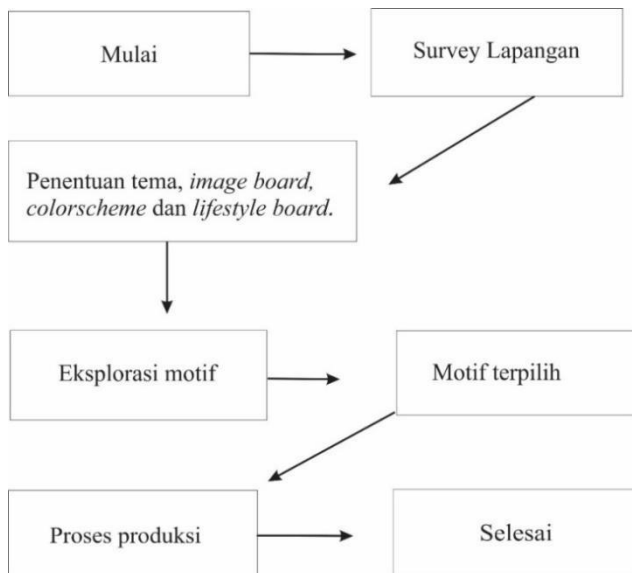 Mulai
Survey Lapangan
Penentuan tema, image board,
colorscheme dan lifestyle board.
Eksplorasi motif
Motif terpilih
Proses produksi
Selesai